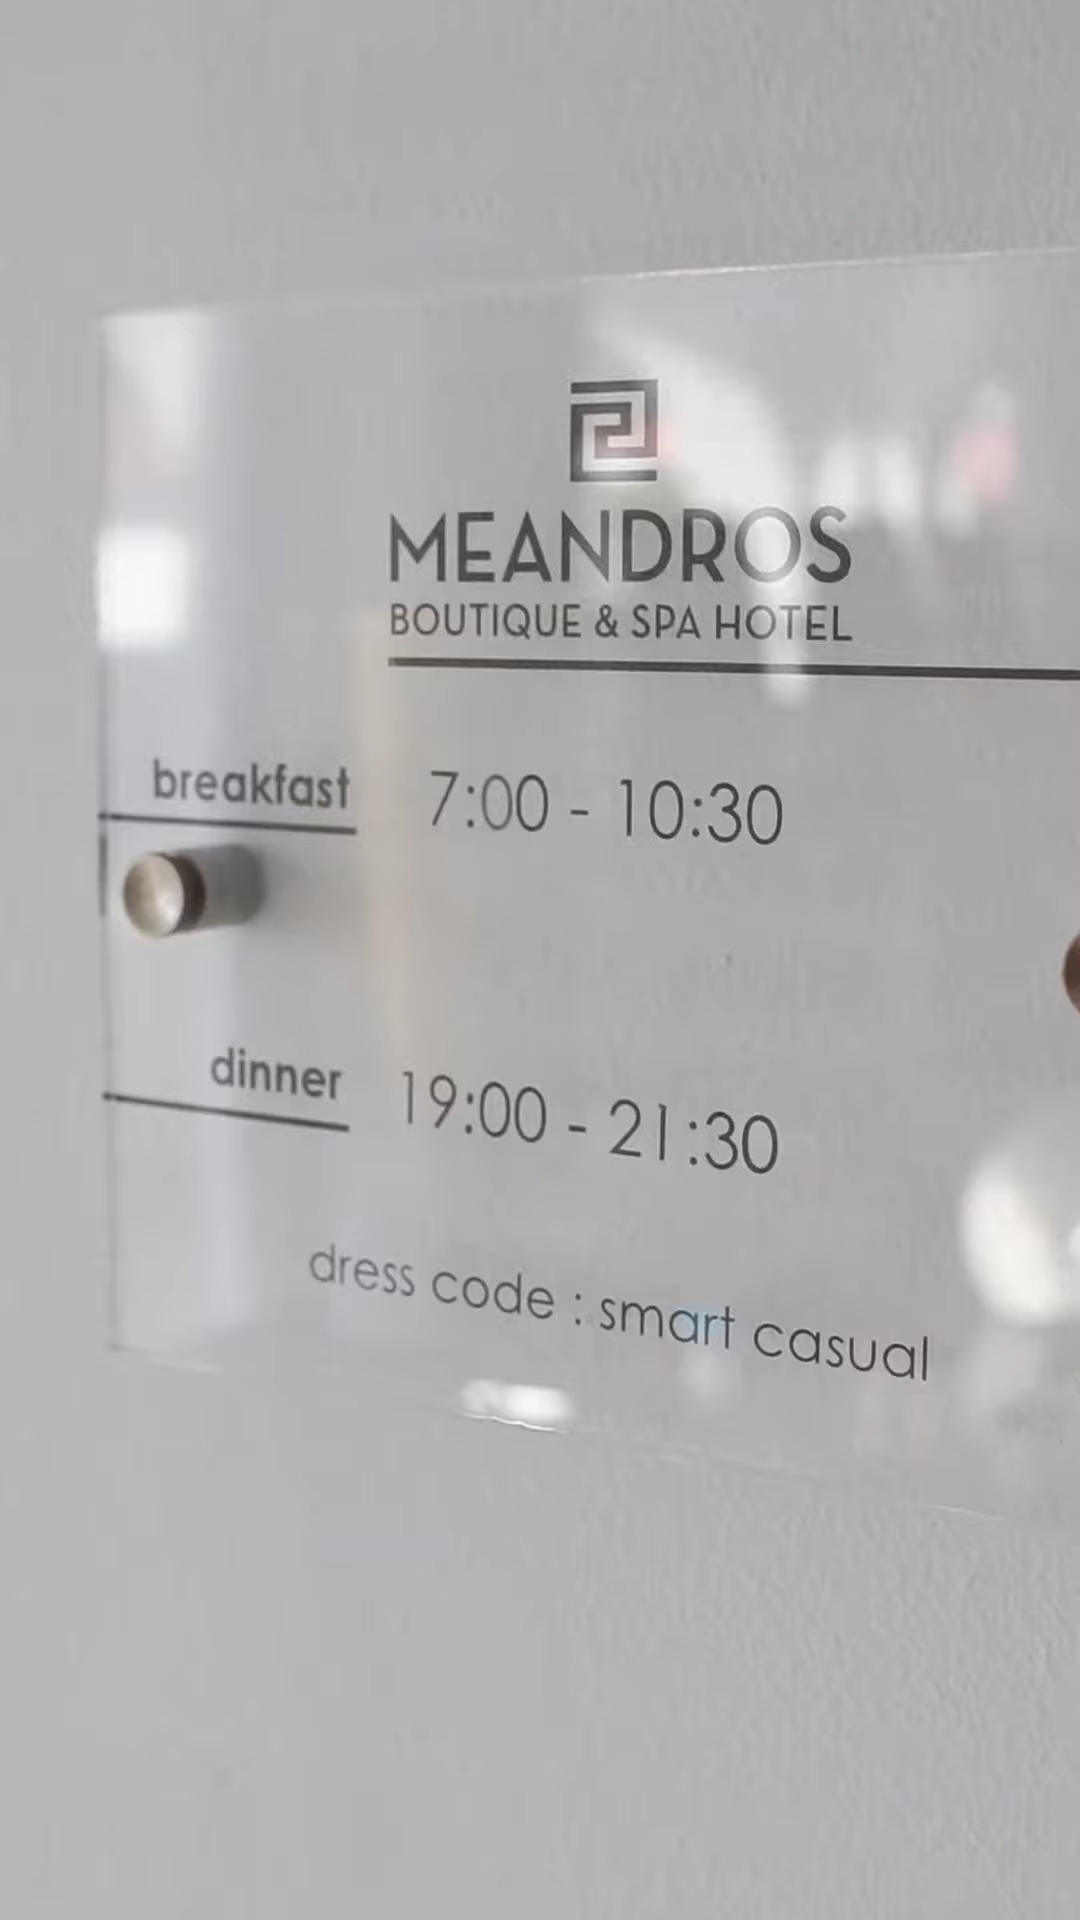 MEANDROS
BOUTIQUE & SPA HOTEL
breakfast 7:00 - 10:30
dinner 19:00 - 21:30
dress code : smart casual